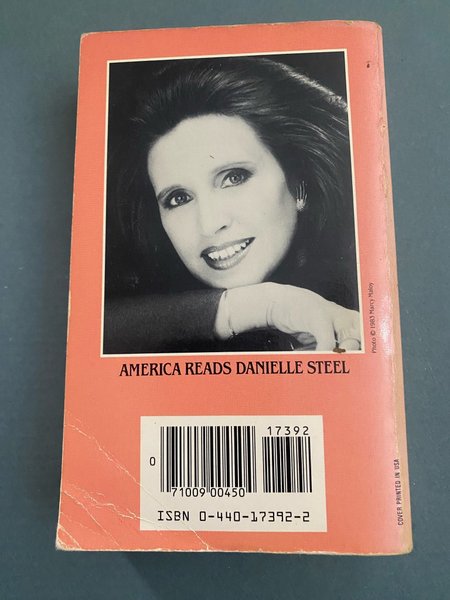 Photo © 1983 Marcy Maloy
AMERICA READS DANIELLE STEEL
17392
0
71009 00450
ISBN 0-440-17392-2
COVER PRINTED IN USA